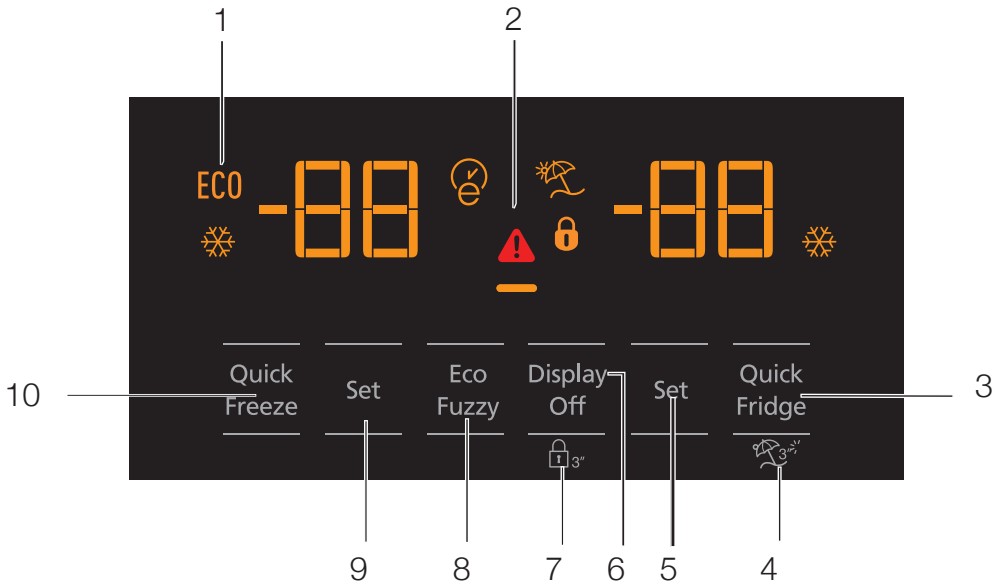 1 2
ECO -88 e -88
Quick Freeze Set Eco Fuzzy Display Off Set Quick Fridge
10 3
3" 3"
9 8 7 6 5 4